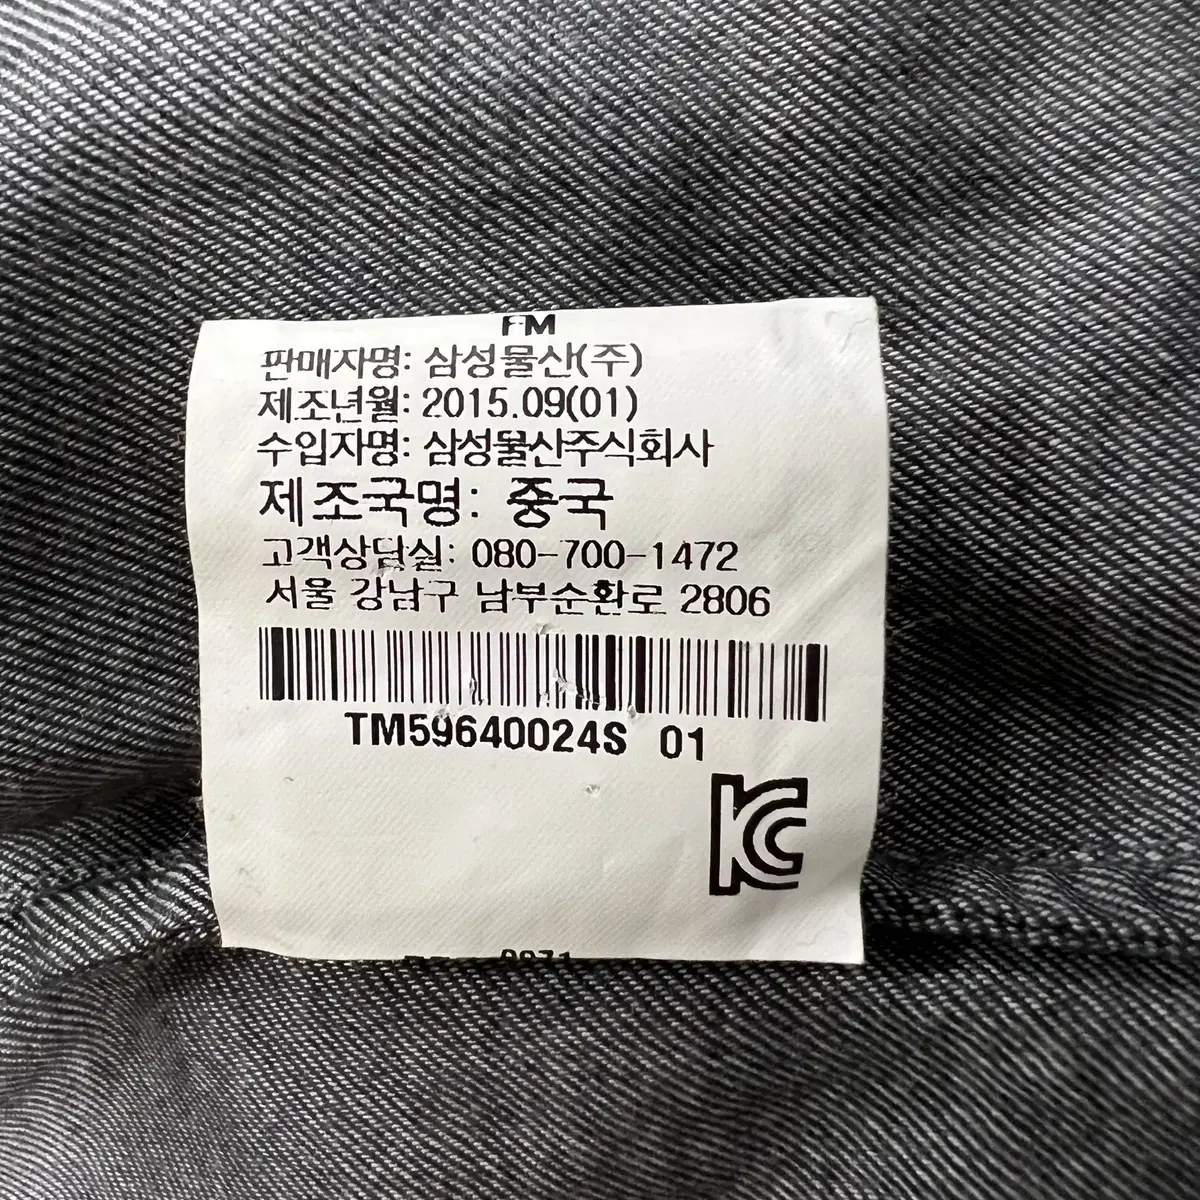 판매자명: 삼성물산(주)
제조년월: 2015.09(01)
수입자명: 삼성물산주식회사
제조국명: 중국
고객상담실: 080-700-1472
서울 강남구 남부순환로 2806
TM59640024S 01
KC